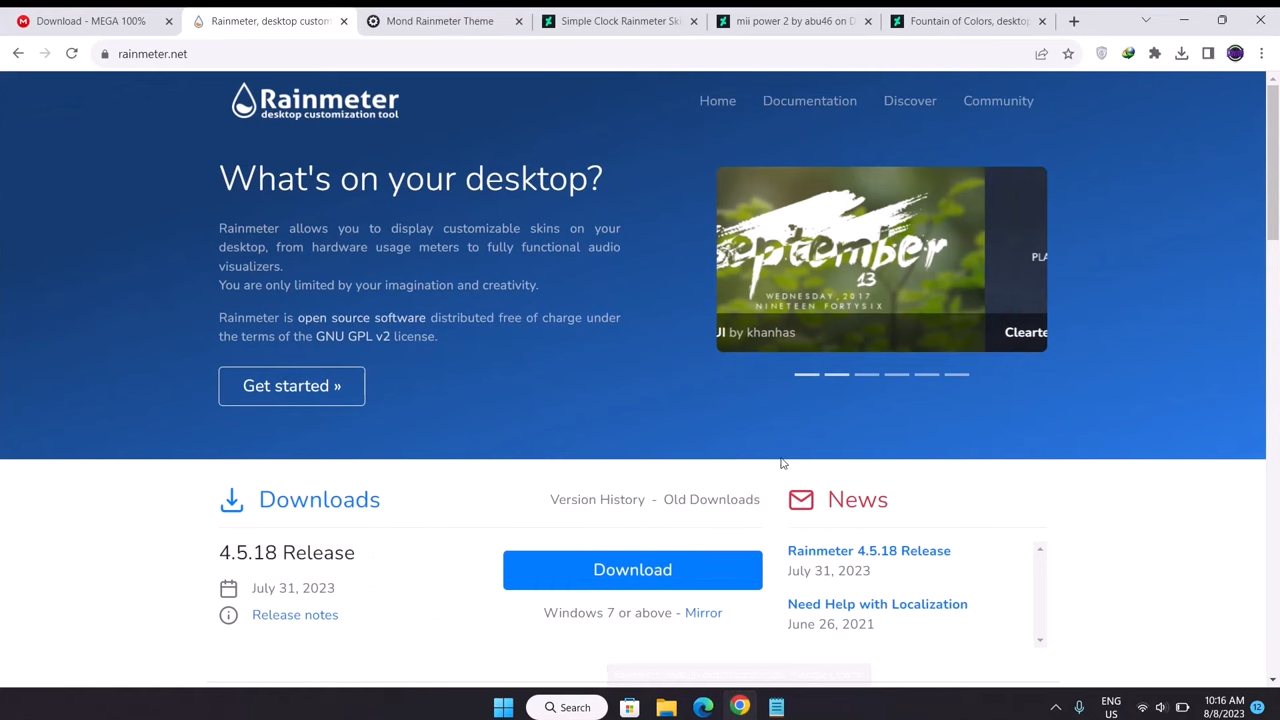 Download - MEGA 100%
Rainmeter, desktop custom
Mond Rainmeter Theme
Simple Clock Rainmeter Ski
mii power 2 by abu46 on D
Fountain of Colors, deskto
rainmeter.net
Rainmeter
desktop customization tool
Home
Documentation
Discover
Community
What's on your desktop?
Rainmeter allows you to display customizable skins on your
desktop, from hardware usage meters to fully functional audio
visualizers.
You are only limited by your imagination and creativity.
Rainmeter is open source software distributed free of charge under
the terms of the GNU GPL v2 license.
Get started »
September
13
WEDNESDAY, 2017
NINETEEN FORTYSIX
UI by khanhas
PLA
Clearte
Downloads
Version History - Old Downloads
4.5.18 Release
July 31, 2023
Release notes
Download
Windows 7 or above - Mirror
News
Rainmeter 4.5.18 Release
July 31, 2023
Need Help with Localization
June 26, 2021
Search
ENG
US
10:16 AM
8/8/2023
12